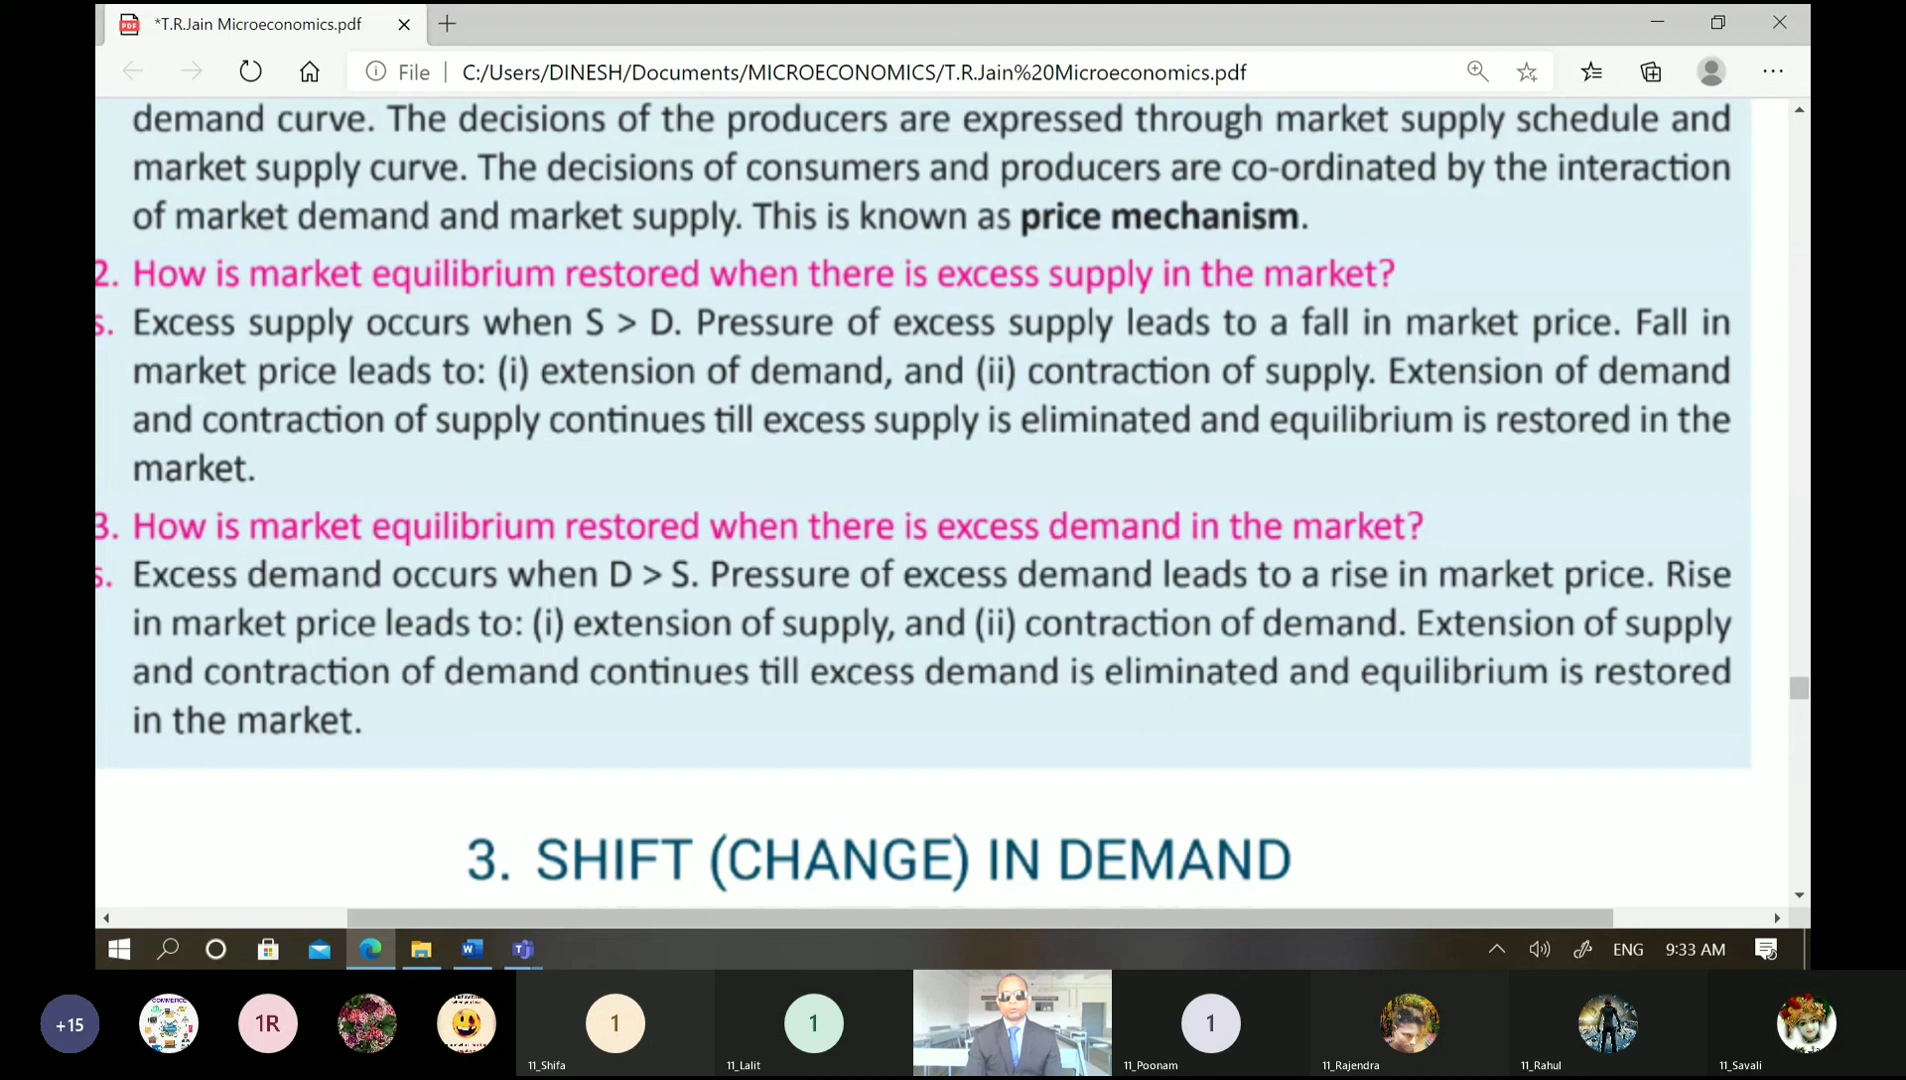 *T.R.Jain Microeconomics.pdf
File | C:/Users/DINESH/Documents/MICROECONOMICS/T.R.Jain%20Microeconomics.pdf
demand curve. The decisions of the producers are expressed through market supply schedule and
market supply curve. The decisions of consumers and producers are co-ordinated by the interaction
of market demand and market supply. This is known as price mechanism.
2. How is market equilibrium restored when there is excess supply in the market?
s. Excess supply occurs when S > D. Pressure of excess supply leads to a fall in market price. Fall in
market price leads to: (i) extension of demand, and (ii) contraction of supply. Extension of demand
and contraction of supply continues till excess supply is eliminated and equilibrium is restored in the
market.
3. How is market equilibrium restored when there is excess demand in the market?
s. Excess demand occurs when D > S. Pressure of excess demand leads to a rise in market price. Rise
in market price leads to: (i) extension of supply, and (ii) contraction of demand. Extension of supply
and contraction of demand continues till excess demand is eliminated and equilibrium is restored
in the market.
3. SHIFT (CHANGE) IN DEMAND
ENG 9:33 AM
+15 COMMERCE 1R 1 1 1
11_Shifa 11_Lalit 11_Poonam 11_Rajendra 11_Rahul 11_Savali